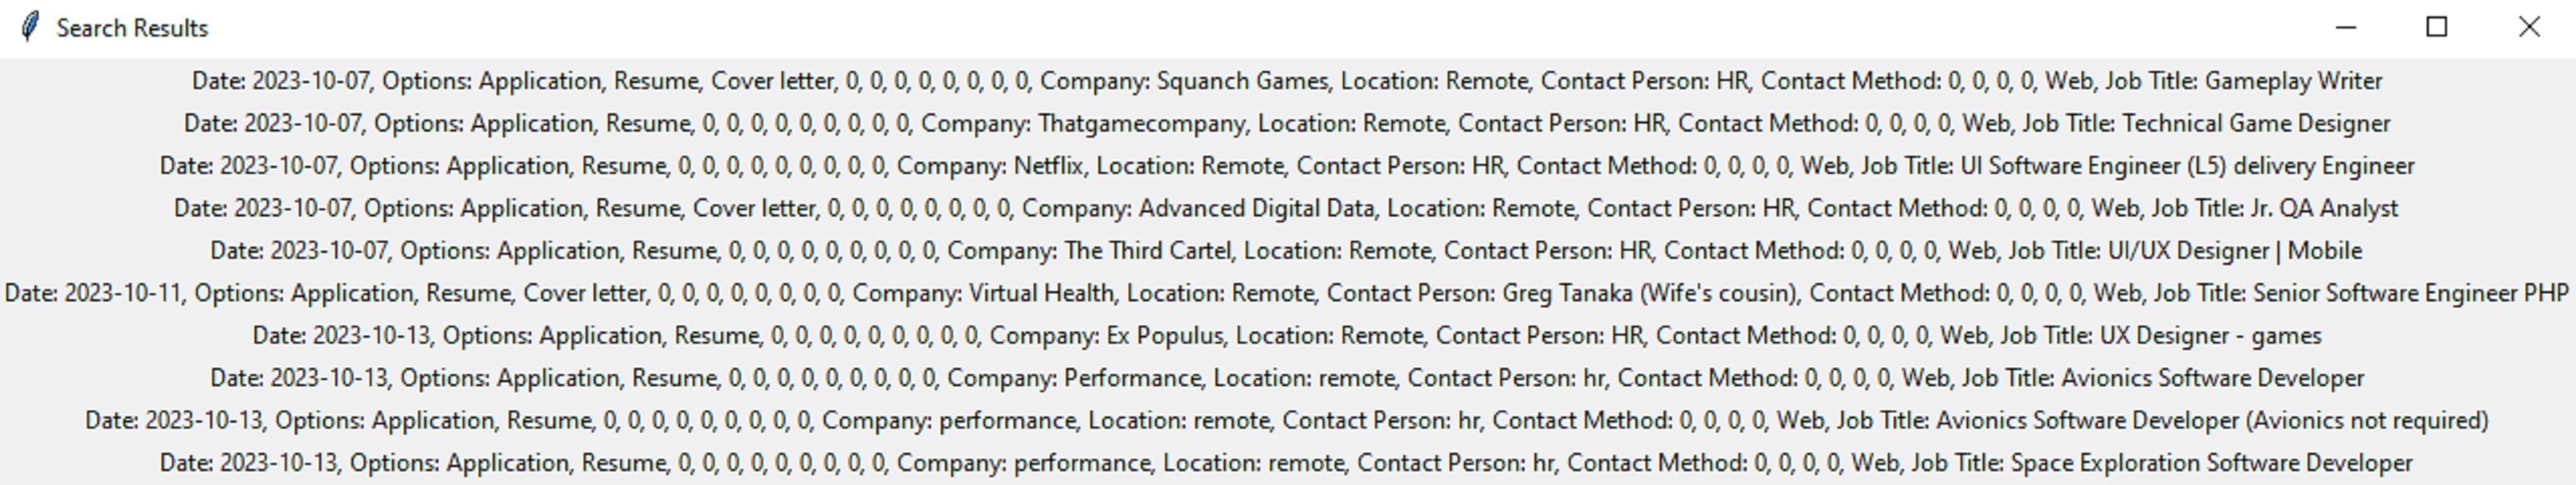 Search Results
Date: 2023-10-07, Options: Application, Resume, Cover letter, 0, 0, 0, 0, 0, 0, 0, 0, Company: Squanch Games, Location: Remote, Contact Person: HR, Contact Method: 0, 0, 0, 0, Web, Job Title: Gameplay Writer
Date: 2023-10-07, Options: Application, Resume, 0, 0, 0, 0, 0, 0, 0, 0, 0, Company: Thatgamecompany, Location: Remote, Contact Person: HR, Contact Method: 0, 0, 0, 0, Web, Job Title: Technical Game Designer
Date: 2023-10-07, Options: Application, Resume, 0, 0, 0, 0, 0, 0, 0, 0, 0, Company: Netflix, Location: Remote, Contact Person: HR, Contact Method: 0, 0, 0, 0, Web, Job Title: UI Software Engineer (L5) delivery Engineer
Date: 2023-10-07, Options: Application, Resume, Cover letter, 0, 0, 0, 0, 0, 0, 0, 0, Company: Advanced Digital Data, Location: Remote, Contact Person: HR, Contact Method: 0, 0, 0, 0, Web, Job Title: Jr. QA Analyst
Date: 2023-10-07, Options: Application, Resume, 0, 0, 0, 0, 0, 0, 0, 0, 0, Company: The Third Cartel, Location: Remote, Contact Person: HR, Contact Method: 0, 0, 0, 0, Web, Job Title: UI/UX Designer | Mobile
Date: 2023-10-11, Options: Application, Resume, Cover letter, 0, 0, 0, 0, 0, 0, 0, 0, Company: Virtual Health, Location: Remote, Contact Person: Greg Tanaka (Wife's cousin), Contact Method: 0, 0, 0, 0, Web, Job Title: Senior Software Engineer PHP
Date: 2023-10-13, Options: Application, Resume, 0, 0, 0, 0, 0, 0, 0, 0, 0, Company: Ex Populus, Location: Remote, Contact Person: HR, Contact Method: 0, 0, 0, 0, Web, Job Title: UX Designer - games
Date: 2023-10-13, Options: Application, Resume, 0, 0, 0, 0, 0, 0, 0, 0, 0, Company: Performance, Location: remote, Contact Person: hr, Contact Method: 0, 0, 0, 0, Web, Job Title: Avionics Software Developer
Date: 2023-10-13, Options: Application, Resume, 0, 0, 0, 0, 0, 0, 0, 0, 0, Company: performance, Location: remote, Contact Person: hr, Contact Method: 0, 0, 0, 0, Web, Job Title: Avionics Software Developer (Avionics not required)
Date: 2023-10-13, Options: Application, Resume, 0, 0, 0, 0, 0, 0, 0, 0, 0, Company: performance, Location: remote, Contact Person: hr, Contact Method: 0, 0, 0, 0, Web, Job Title: Space Exploration Software Developer